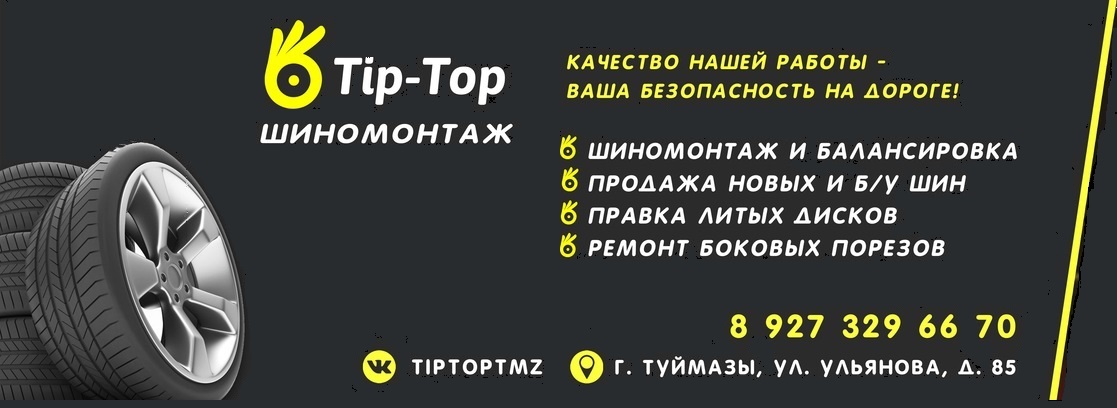 Tip-Top
ШИНОМОНТАЖ
КАЧЕСТВО НАШЕЙ РАБОТЫ -
ВАША БЕЗОПАСНОСТЬ НА ДОРОГЕ!
ШИНОМОНТАЖ И БАЛАНСИРОВКА
ПРОДАЖА НОВЫХ И Б/У ШИН
ПРАВКА ЛИТЫХ ДИСКОВ
РЕМОНТ БОКОВЫХ ПОРЕЗОВ
8 927 329 66 70
TIPTOPTMZ Г. ТУЙМАЗЫ, УЛ. УЛЬЯНОВА, Д. 85